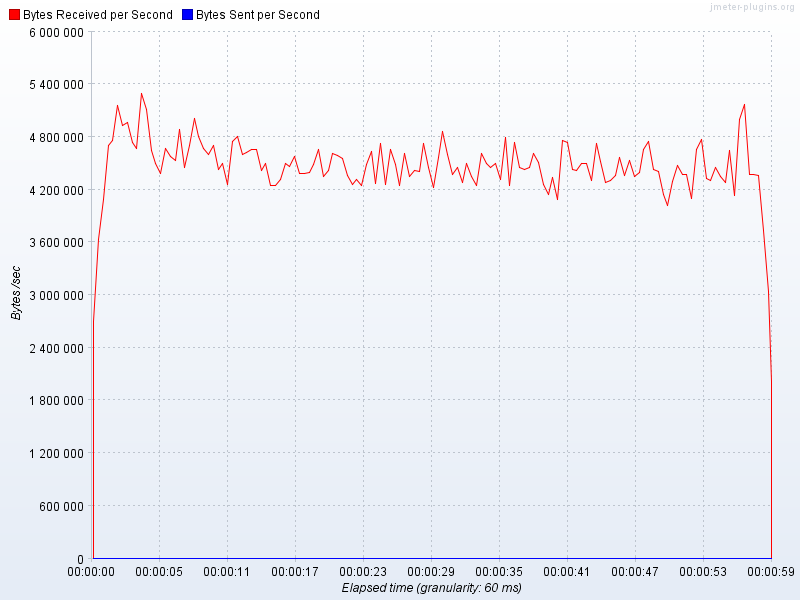 jmeter-plugins.org
Bytes Received per Second Bytes Sent per Second
6 000 000
5 400 000
4 800 000
4 200 000
3 600 000
3 000 000
2 400 000
1 800 000
1 200 000
600 000
0
Bytes /sec
00:00:00 00:00:05 00:00:11 00:00:17 00:00:23 00:00:29 00:00:35 00:00:41 00:00:47 00:00:53 00:00:59
Elapsed time (granularity: 60 ms)